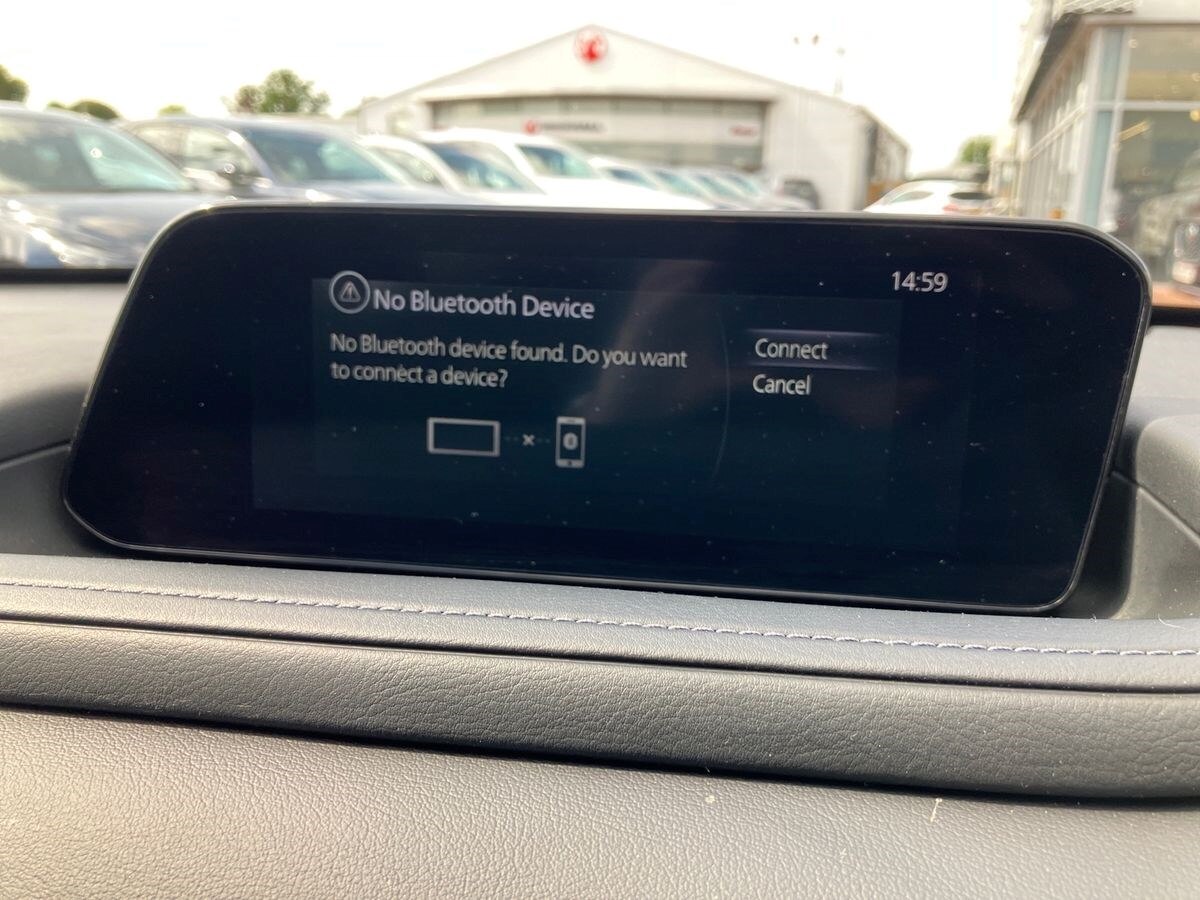 14:59
No Bluetooth Device
No Bluetooth device found. Do you want
to connect a device?
Connect
Cancel